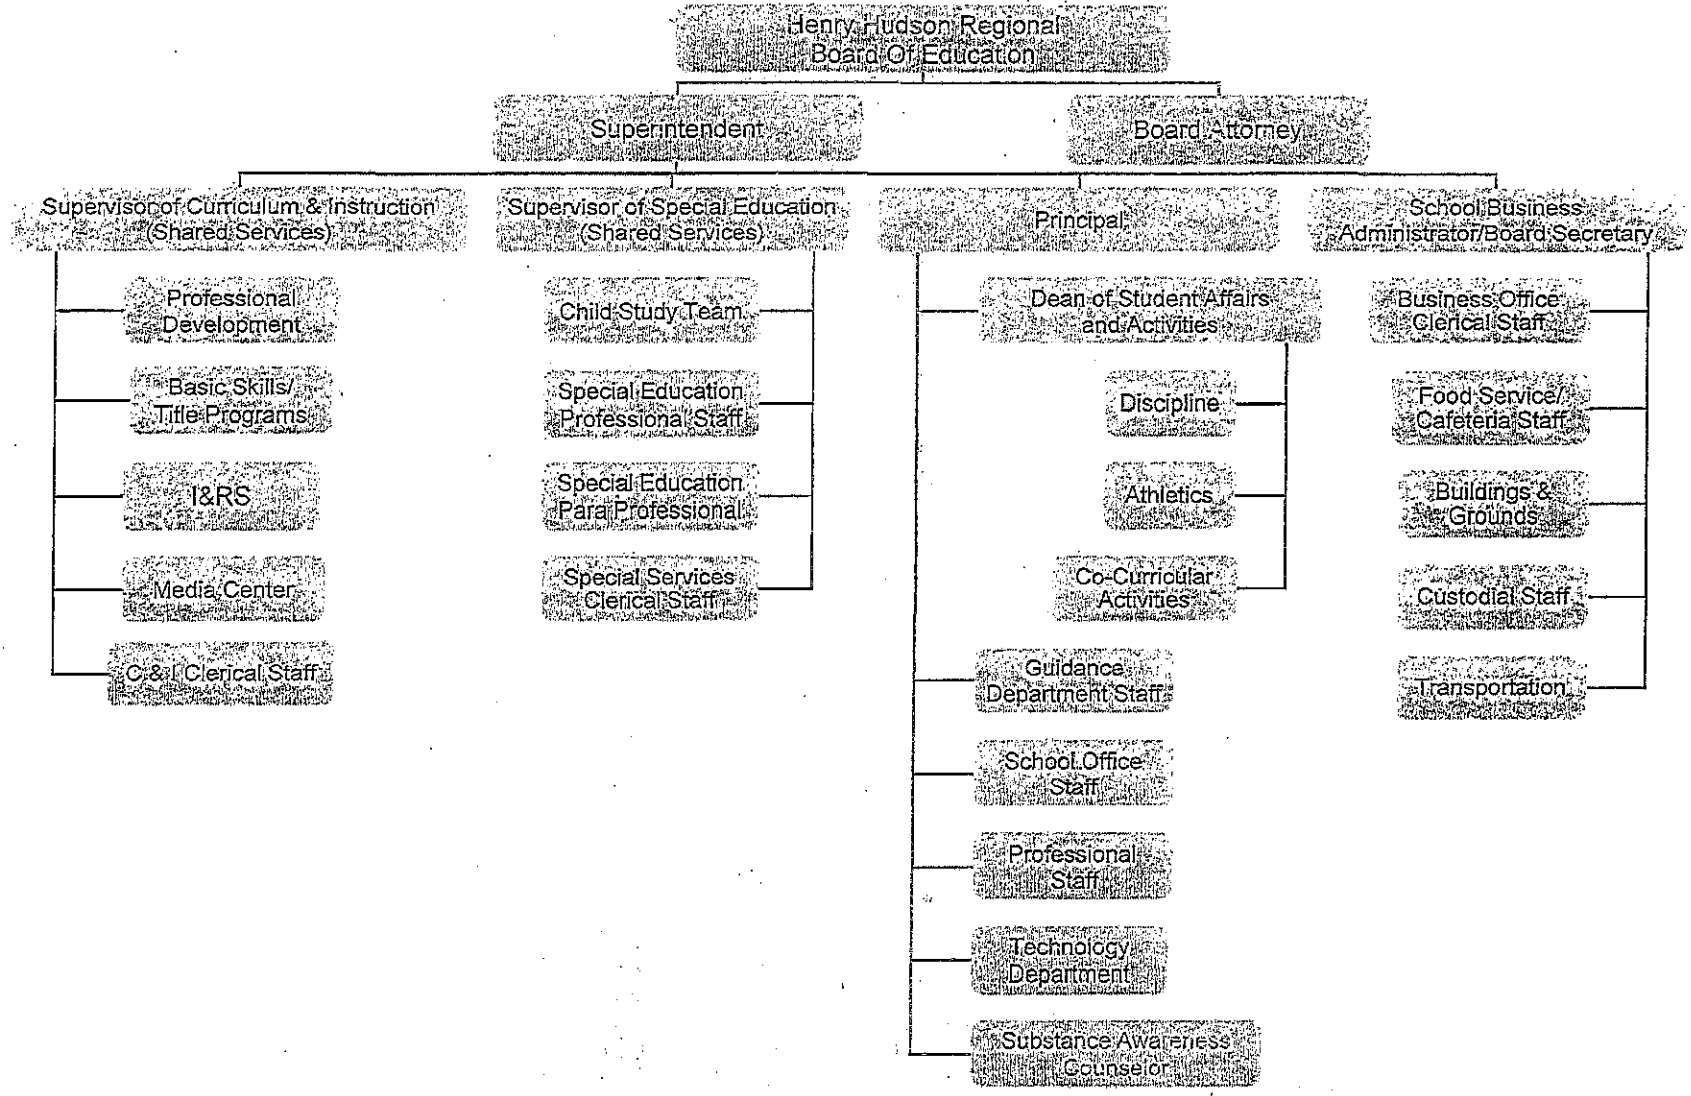 Henry Hudson Regional
Board Of Education
Superintendent
Board Attorney
Supervisor of Curriculum & Instruction
(Shared Services)
Supervisor of Special Education
(Shared Services)
Principal
School Business
Administrator/Board Secretary
Professional
Development
Basic Skills/
Title Programs
I&RS
Media Center
C & I Clerical Staff
Child Study Team
Special Education
Professional Staff
Special Education
Para Professional
Special Services
Clerical Staff
Dean of Student Affairs
and Activities
Discipline
Athletics
Co-Curricular
Activities
Guidance
Department Staff
School Office
Staff
Professional
Staff
Technology
Department
Substance Awareness
Counselor
Business Office
Clerical Staff
Food Service/
Cafeteria Staff
Buildings &
Grounds
Custodial Staff
Transportation